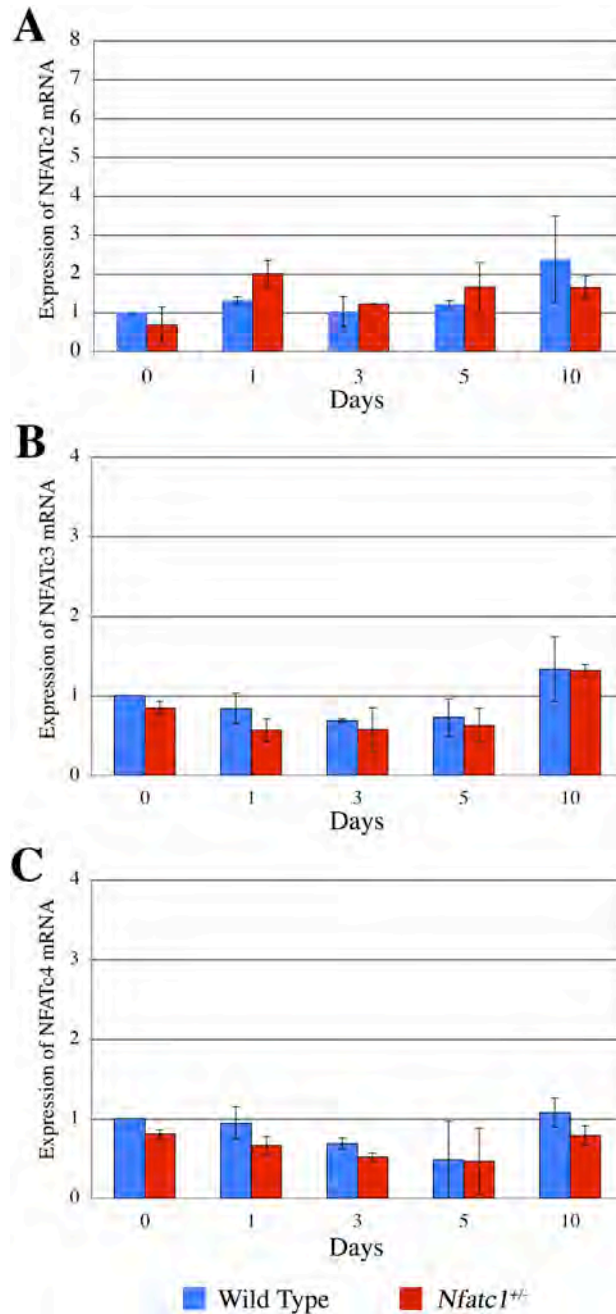 A
Expression of NFATc2 mRNA
8
7
6
5
4
3
2
1
0
0 1 3 5 10
Days
B
Expression of NFATc3 mRNA
4
3
2
1
0
0 1 3 5 10
Days
C
Expression of NFATc4 mRNA
4
3
2
1
0
0 1 3 5 10
Days
Wild Type Nfatc1+/-